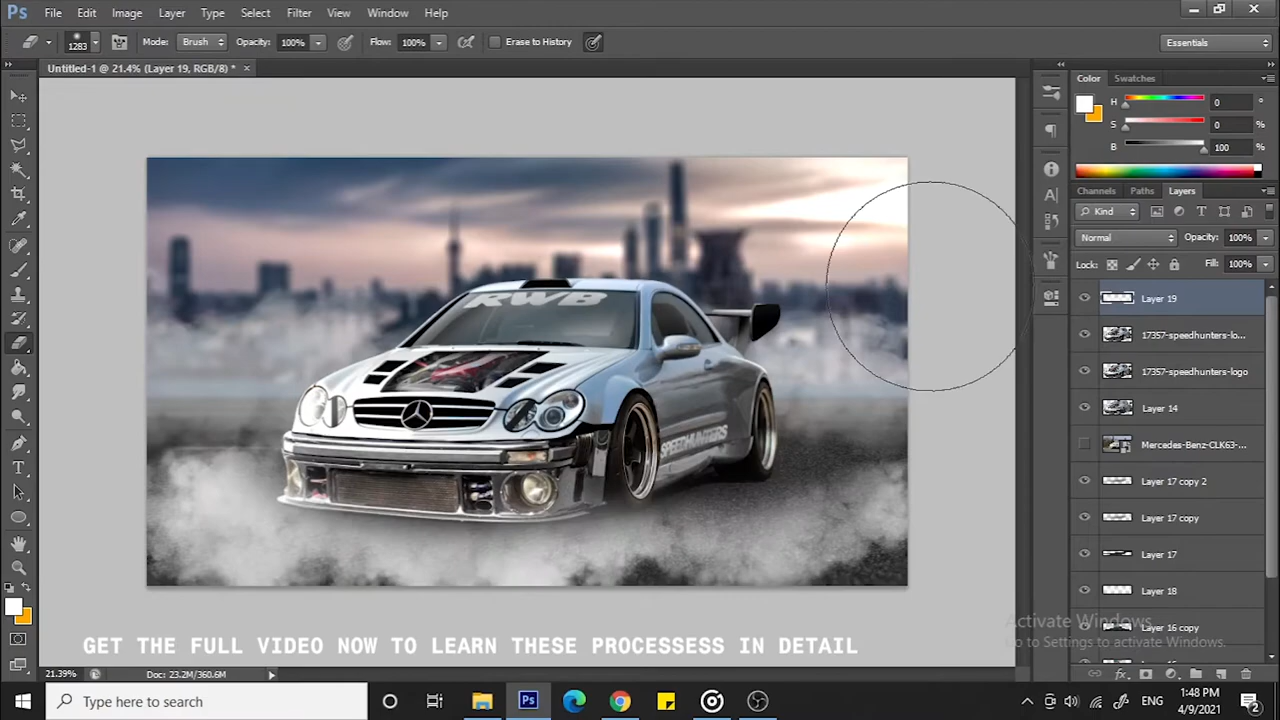 Ps File Edit Image Layer Type Select Filter View Window Help
1283 Mode: Brush Opacity: 100% Flow: 100% Erase to History Essentials
Untitled-1 @ 21.4% (Layer 19, RGB/8) * ×
Color Swatches
H 0 °
S 0 %
B 100 %
Channels Paths Layers
Kind
Normal Opacity: 100%
Lock: Fill: 100%
Layer 19
17357-speedhunters-lo...
17357-speedhunters-logo
Layer 14
Mercedes-Benz-CLK63-...
Layer 17 copy 2
Layer 17 copy
Layer 17
Layer 18
Layer 16 copy
RWB
SPEEDHUNTERS
Activate Windows
Go to Settings to activate Windows.
GET THE FULL VIDEO NOW TO LEARN THESE PROCESSESS IN DETAIL
21.39% Doc: 23.2M/360.6M
Type here to search
Ps
ENG
1:48 PM
4/9/2021
2